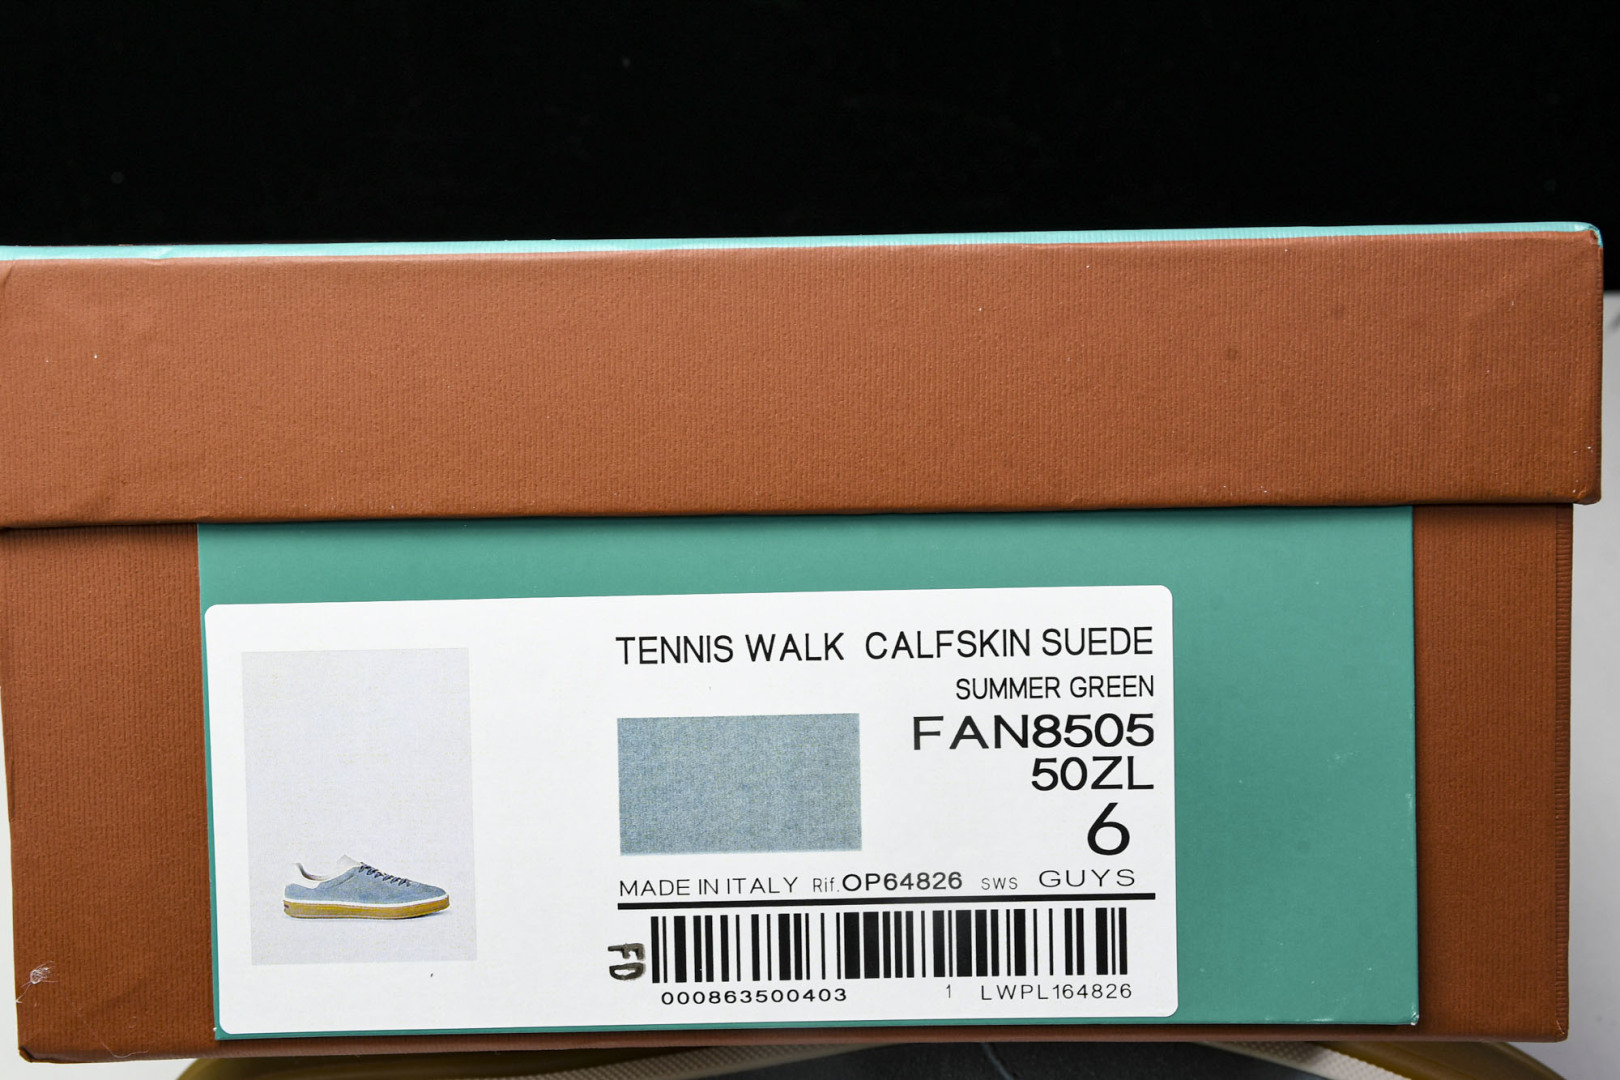 TENNIS WALK CALFSKIN SUEDE
SUMMER GREEN
FAN8505
50ZL
6
MADE IN ITALY Rif.OP64826 SWS GUYS
FD
000863500403 1 LWPL164826